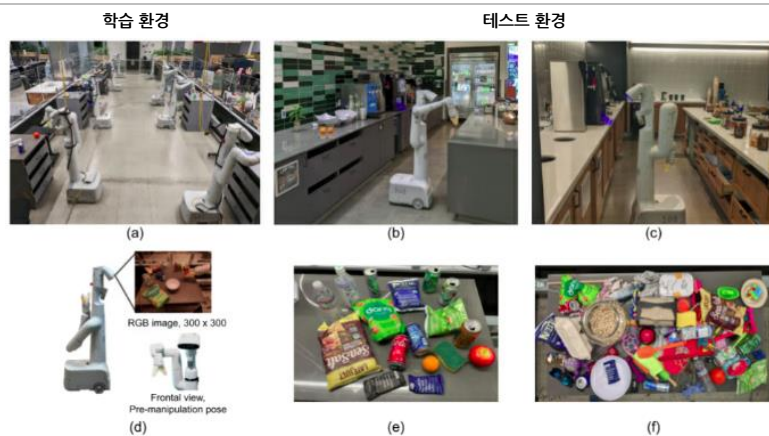 학습 환경
테스트 환경
(a)
(b)
(c)
RGB image, 300 x 300
Frontal view,
Pre-manipulation pose
(d)
(e)
(f)